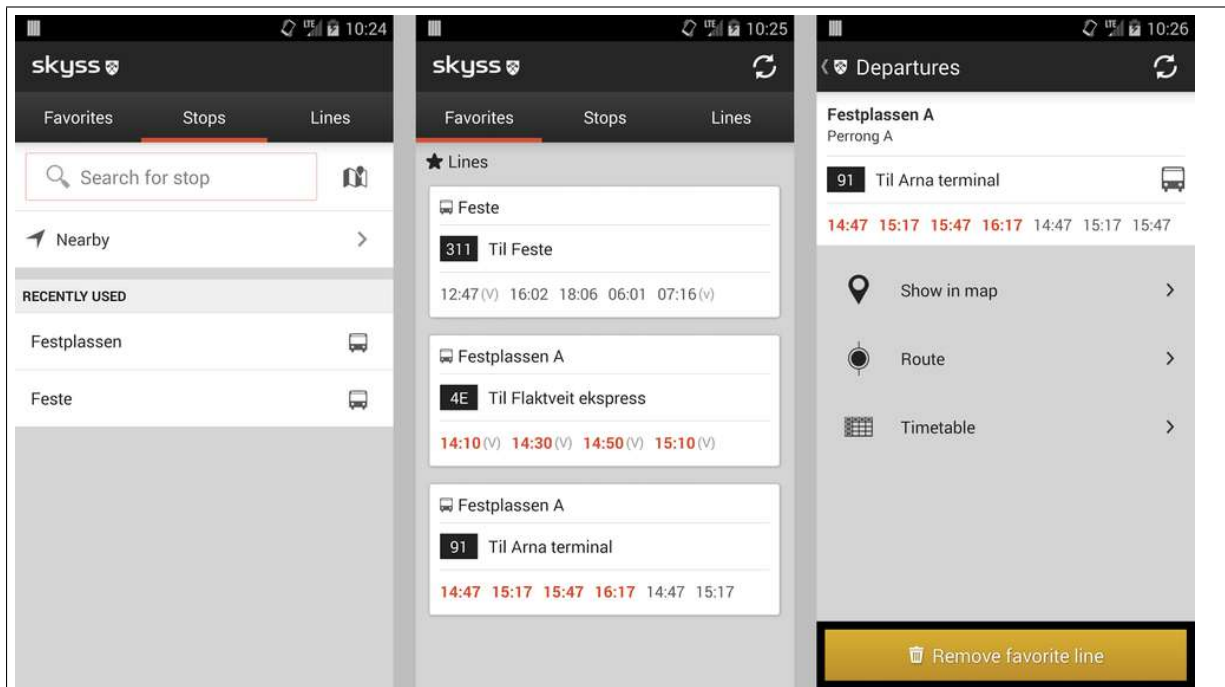 LTE 10:24
skyss
Favorites Stops Lines
Search for stop
Nearby
RECENTLY USED
Festplassen
Feste
LTE 10:25
skyss
Favorites Stops Lines
Lines
Feste
311 Til Feste
12:47(V) 16:02 18:06 06:01 07:16(v)
Festplassen A
4E Til Flaktveit ekspress
14:10(V) 14:30(V) 14:50(V) 15:10(V)
Festplassen A
91 Til Arna terminal
14:47 15:17 15:47 16:17 14:47 15:17
LTE 10:26
Departures
Festplassen A
Perrong A
91 Til Arna terminal
14:47 15:17 15:47 16:17 14:47 15:17 15:47
Show in map
Route
Timetable
Remove favorite line